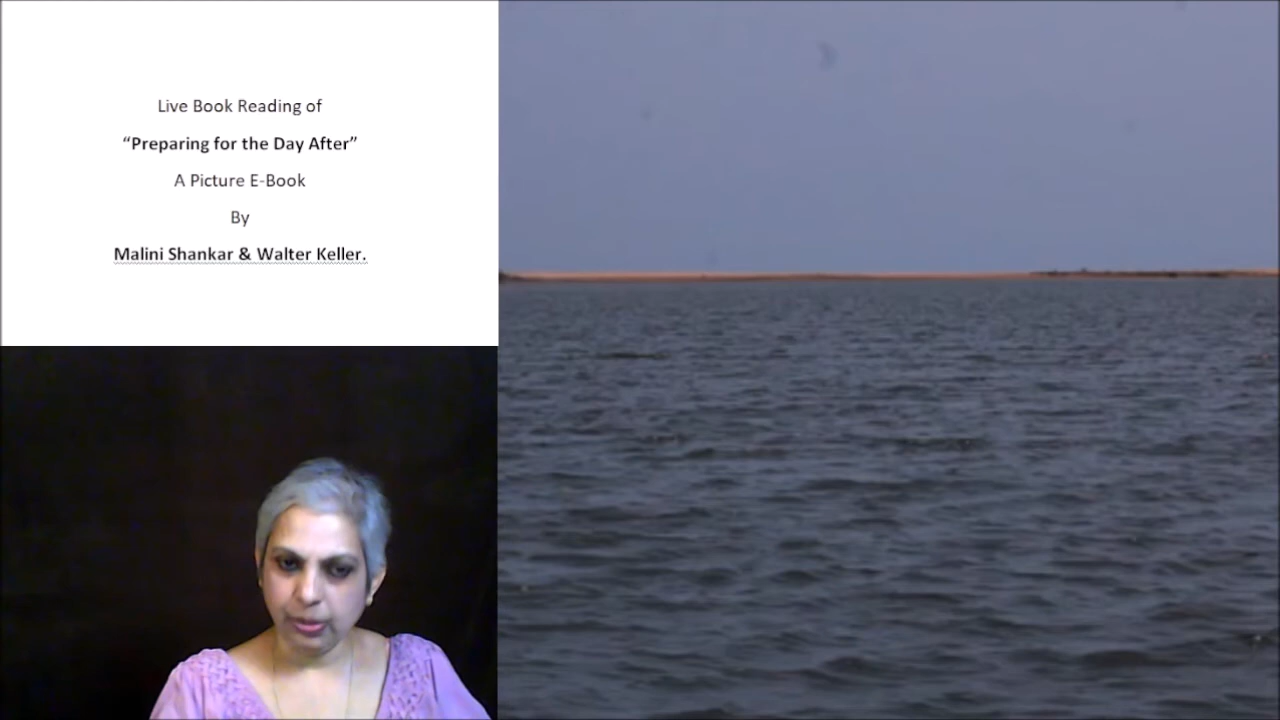 Live Book Reading of
“Preparing for the Day After”
A Picture E-Book
By
Malini Shankar & Walter Keller.